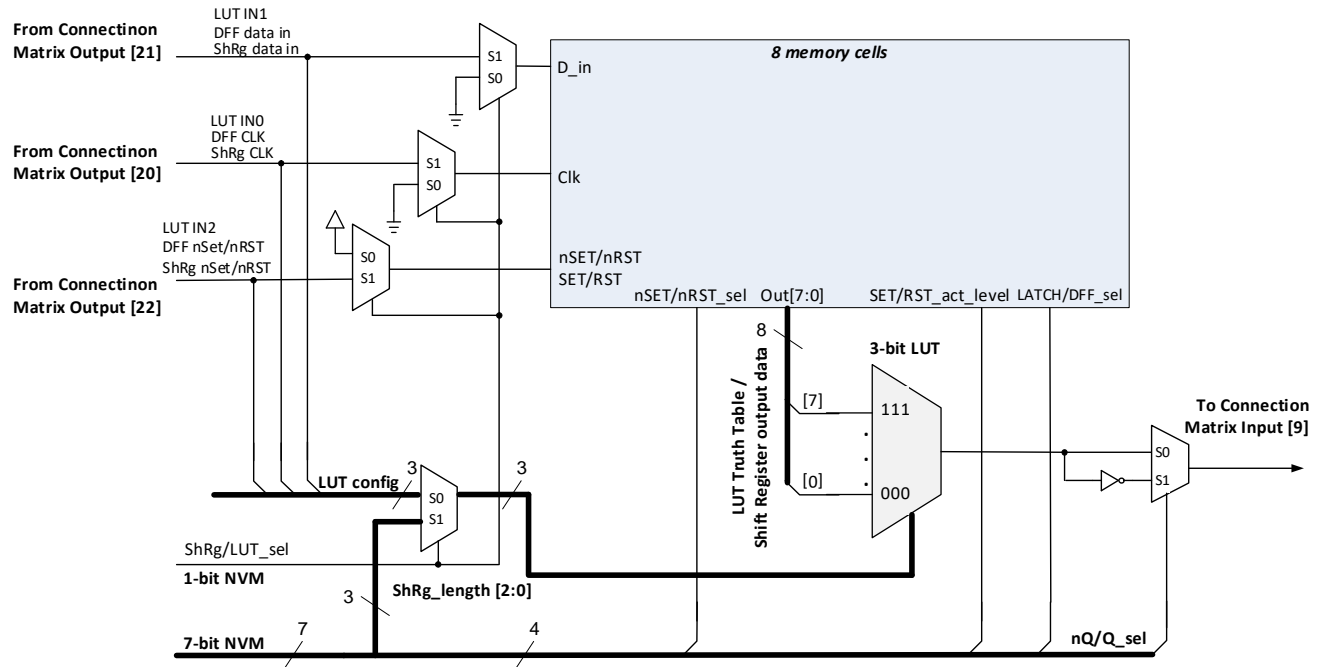 LUT IN1
DFF data in
ShRg data in
From Connectinon
Matrix Output [21]
S1
S0
D_in
8 memory cells
LUT IN0
DFF CLK
ShRg CLK
From Connectinon
Matrix Output [20]
S1
S0
Clk
LUT IN2
DFF nSet/nRST
ShRg nSet/nRST
From Connectinon
Matrix Output [22]
S0
S1
nSET/nRST
SET/RST
nSET/nRST_sel
Out[7:0]
SET/RST_act_level
LATCH/DFF_sel
8
3-bit LUT
LUT Truth Table /
Shift Register output data
[7]
111
[0]
000
To Connection
Matrix Input [9]
S0
S1
LUT config
3
S0
S1
3
ShRg/LUT_sel
1-bit NVM
ShRg_length [2:0]
3
7-bit NVM
7
4
nQ/Q_sel